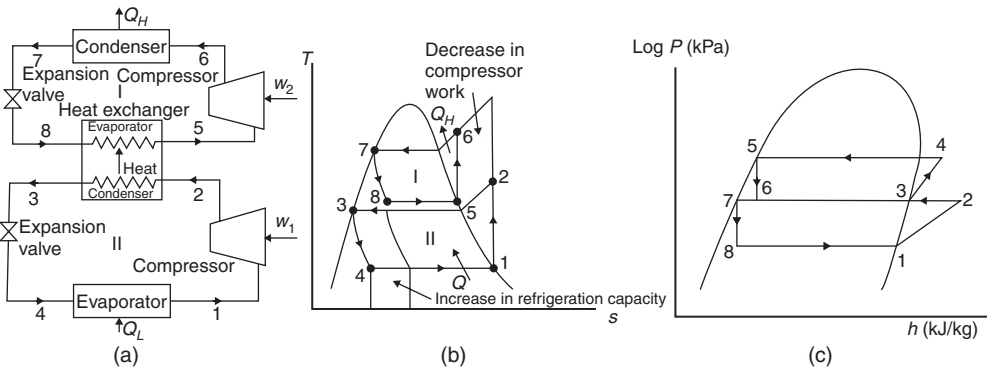 Q_H
Condenser
7
6
Expansion
valve
I
Compressor
w_2
Heat exchanger
Evaporator
8
5
Heat
3
2
Condenser
Expansion
valve
II
w_1
Compressor
Evaporator
4
1
Q_L
(a)
T
Decrease in
compressor
work
Q_H
6
7
I
2
8
3
5
II
1
4
Q
Increase in refrigeration capacity
s
(b)
Log P (kPa)
5
4
6
3
7
2
8
1
h (kJ/kg)
(c)